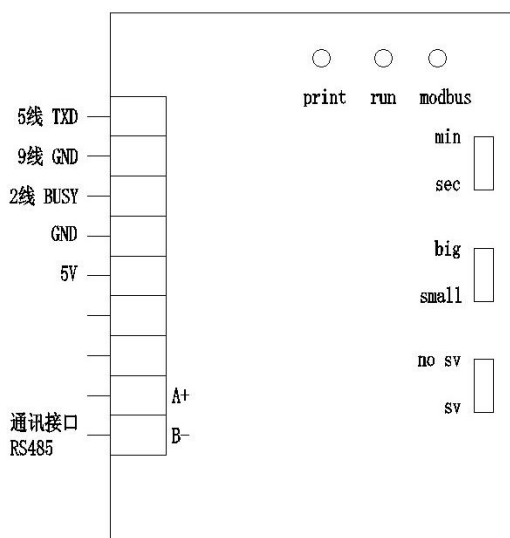 print run modbus
5线 TXD
9线 GND
2线 BUSY
GND
5V
A+
通讯接口
RS485
B-
min
sec
big
small
no sv
sv